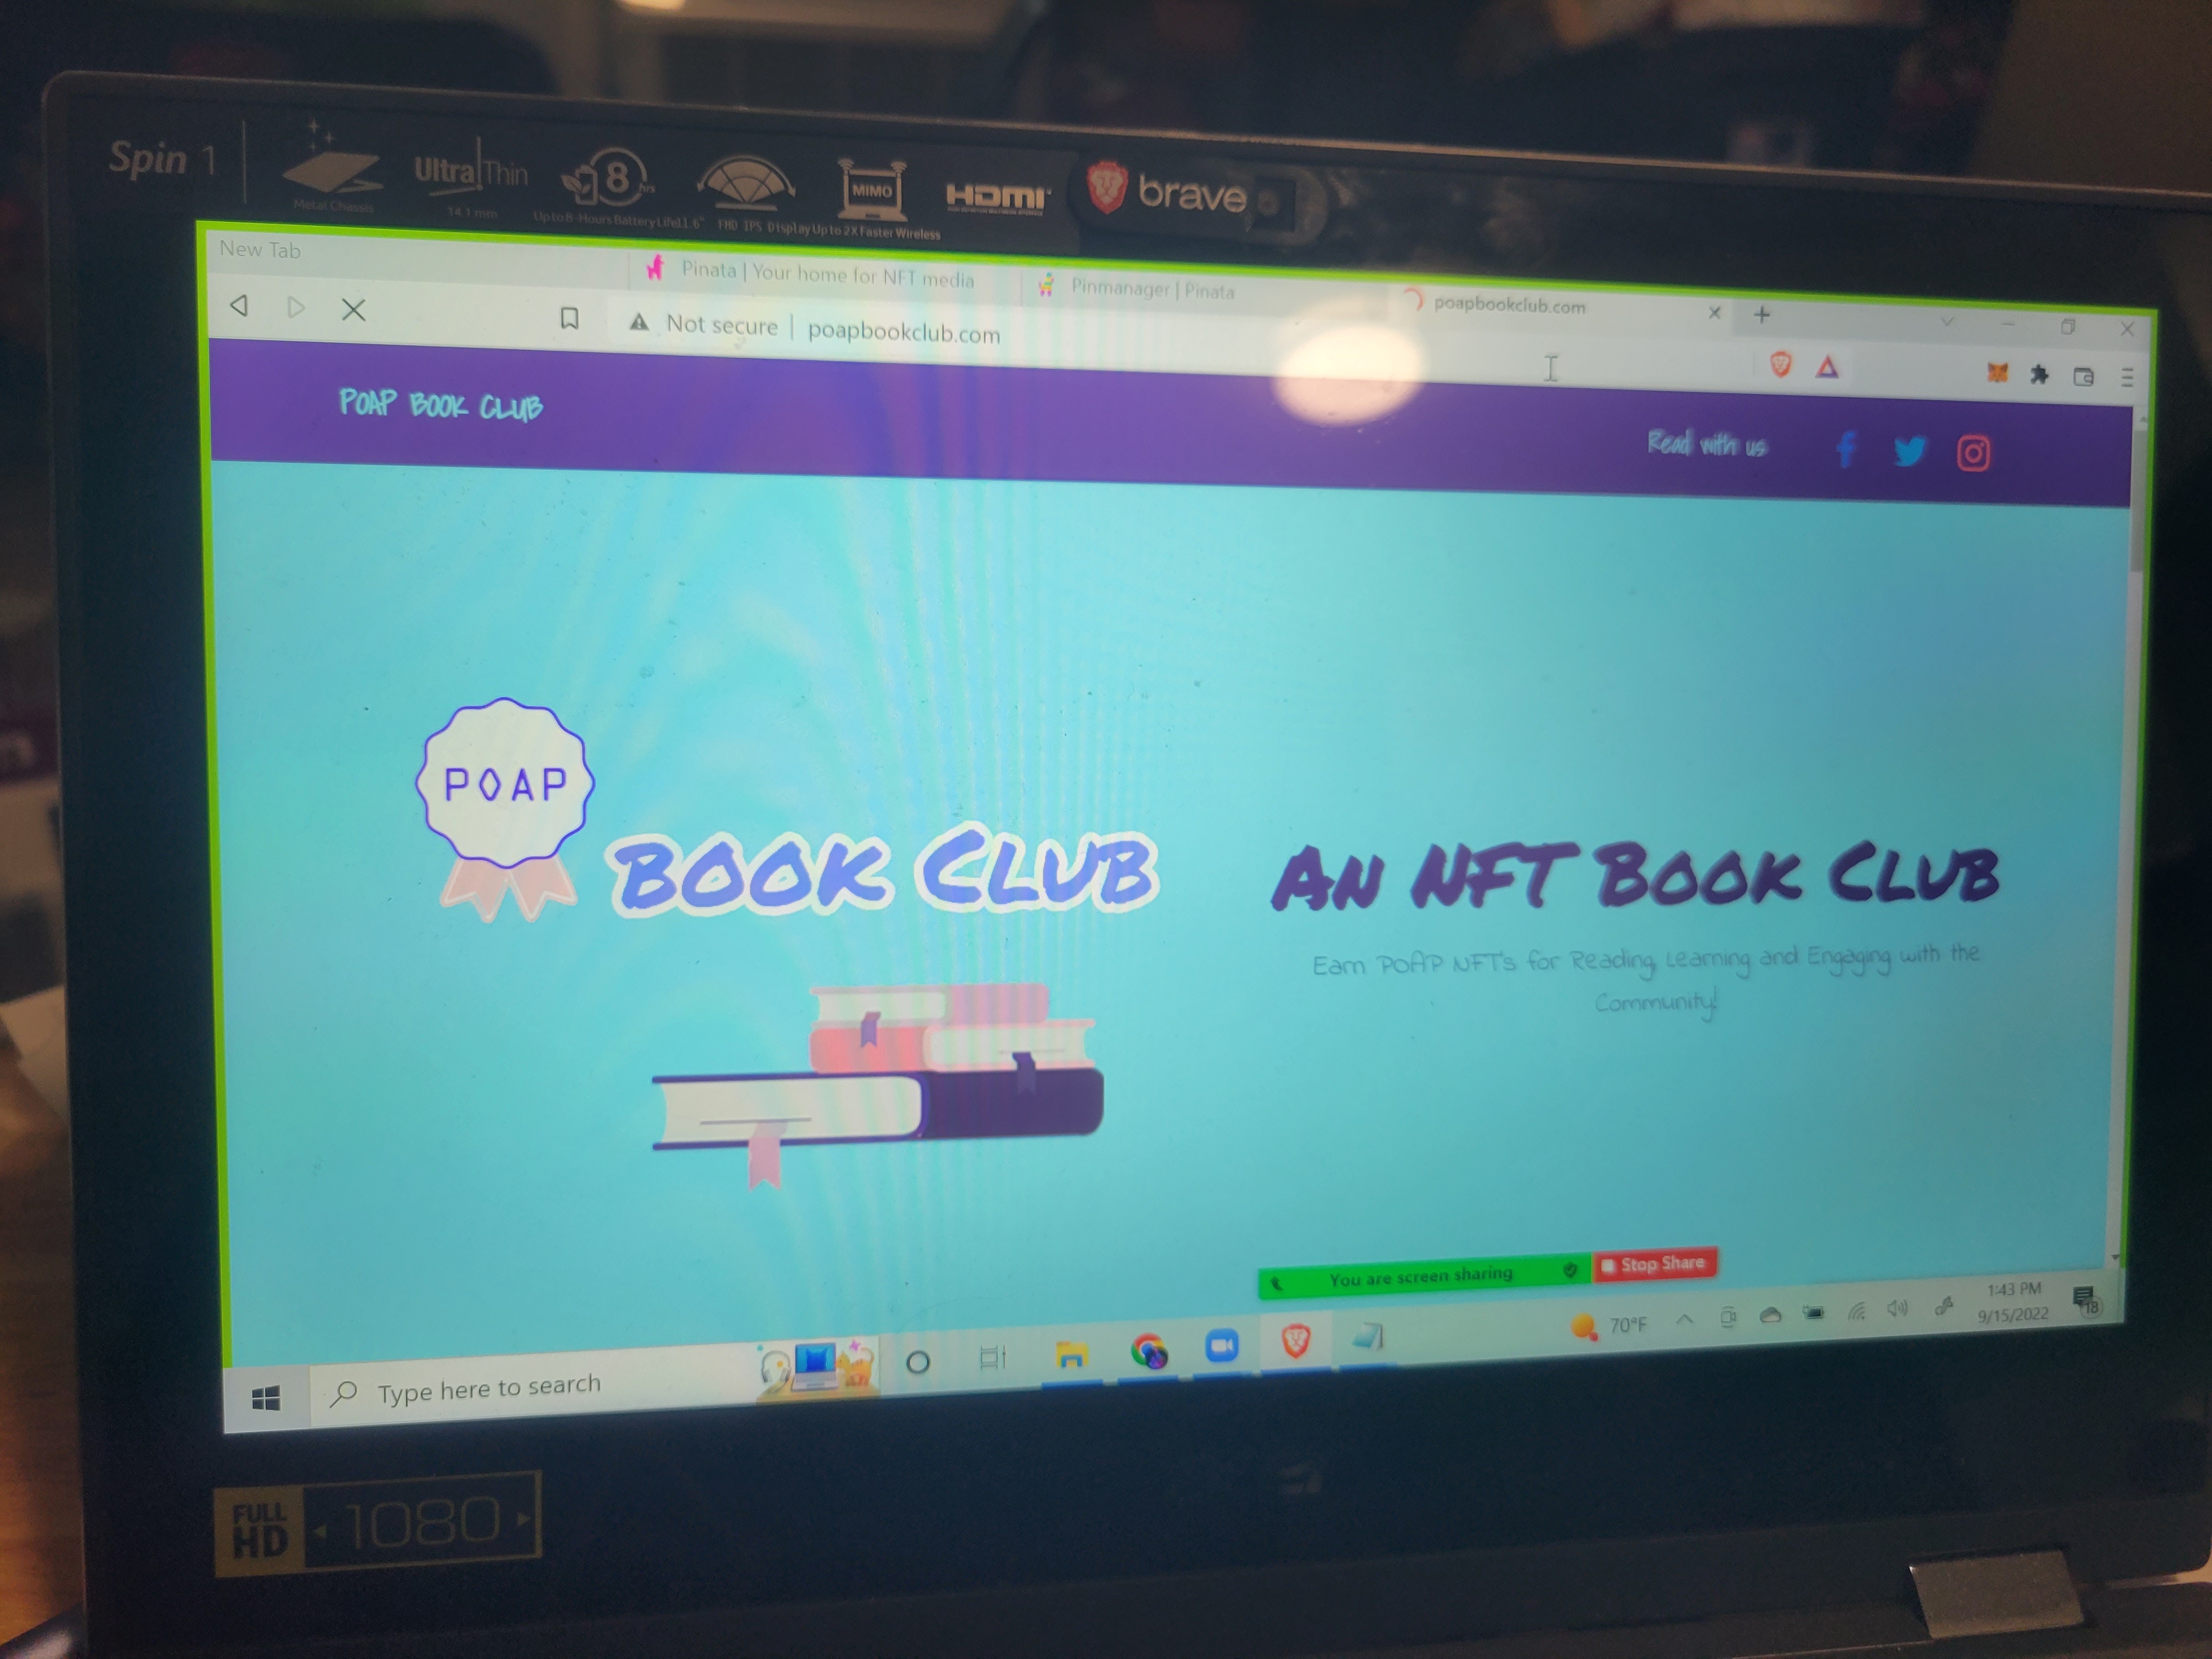 Spin 1
Metal Chassis
Ultra Thin
14.1 mm
8 hrs
Up to 8-Hours Battery Life
11.6" FHD IPS Display
MIMO
Up to 2X Faster Wireless
HDMI
brave
New Tab
Pinata | Your home for NFT media
Pinmanager | Pinata
poapbookclub.com
Not secure | poapbookclub.com
POAP BOOK CLUB
Read with us
POAP
BOOK CLUB
AN NFT BOOK CLUB
Earn POAP NFT's for Reading, Learning and Engaging with the
Community!
You are screen sharing
Stop Share
Type here to search
70°F
1:43 PM
9/15/2022
18
FULL HD
1080